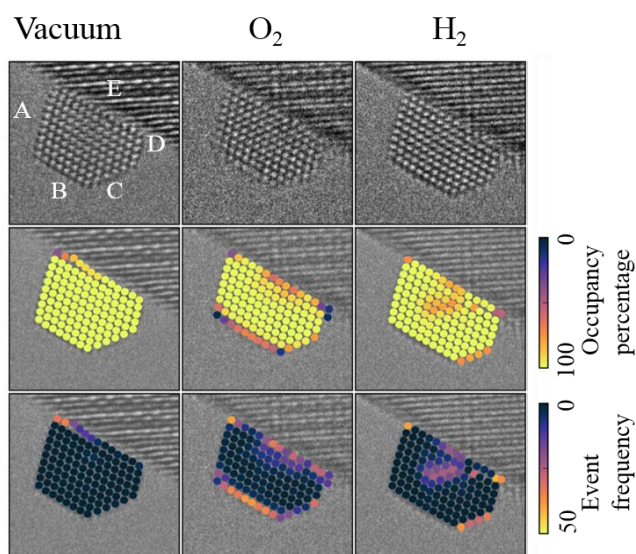 Vacuum O2 H2
A
E
D
B
C
0
100
Occupancy
percentage
0
50
Event
frequency